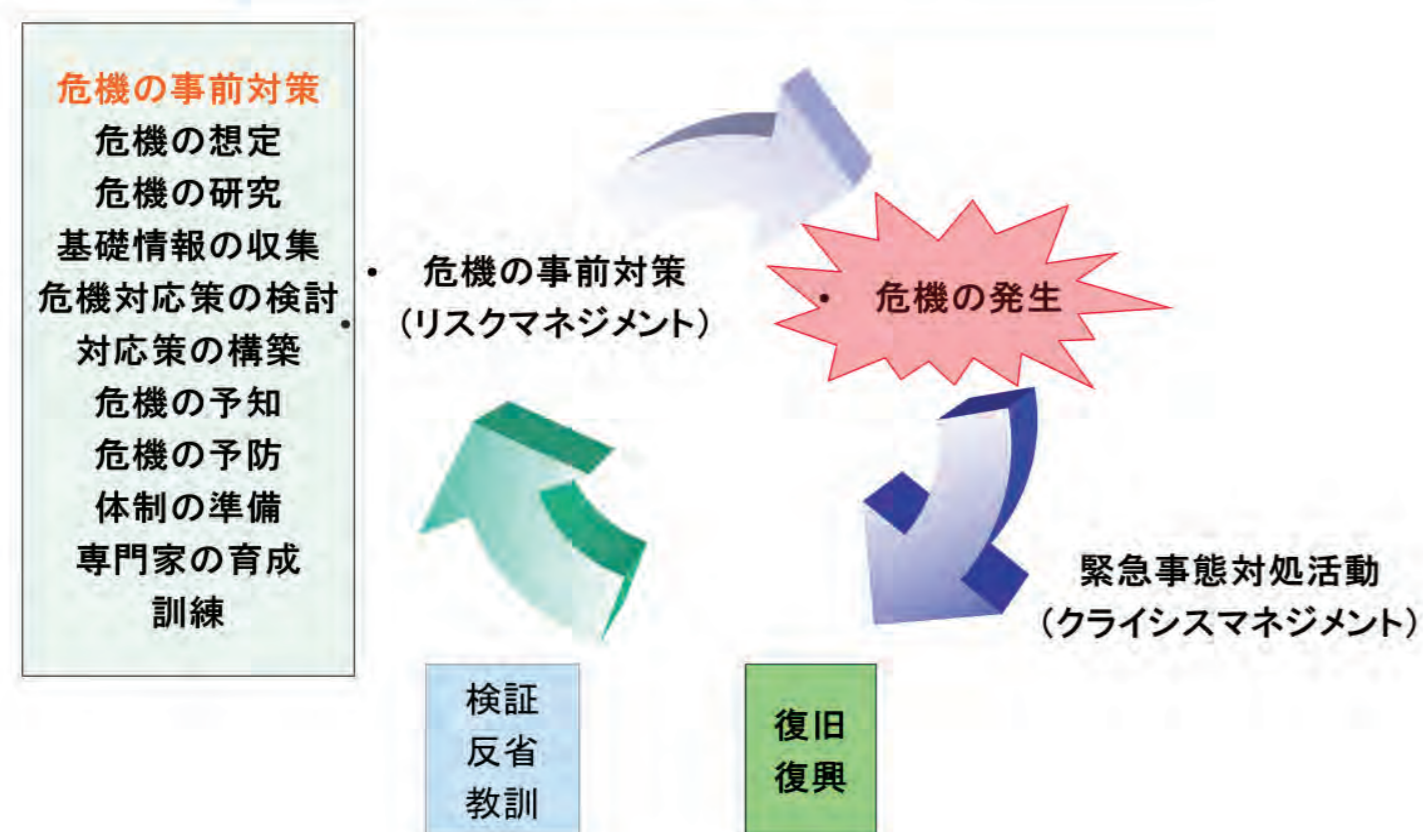 危機の事前対策
危機の想定
危機の研究
基礎情報の収集
危機対応策の検討
対応策の構築
危機の予知
危機の予防
体制の準備
専門家の育成
訓練
• 危機の事前対策
• （リスクマネジメント）
• 危機の発生
緊急事態対処活動
（クライシスマネジメント）
復旧
復興
検証
反省
教訓